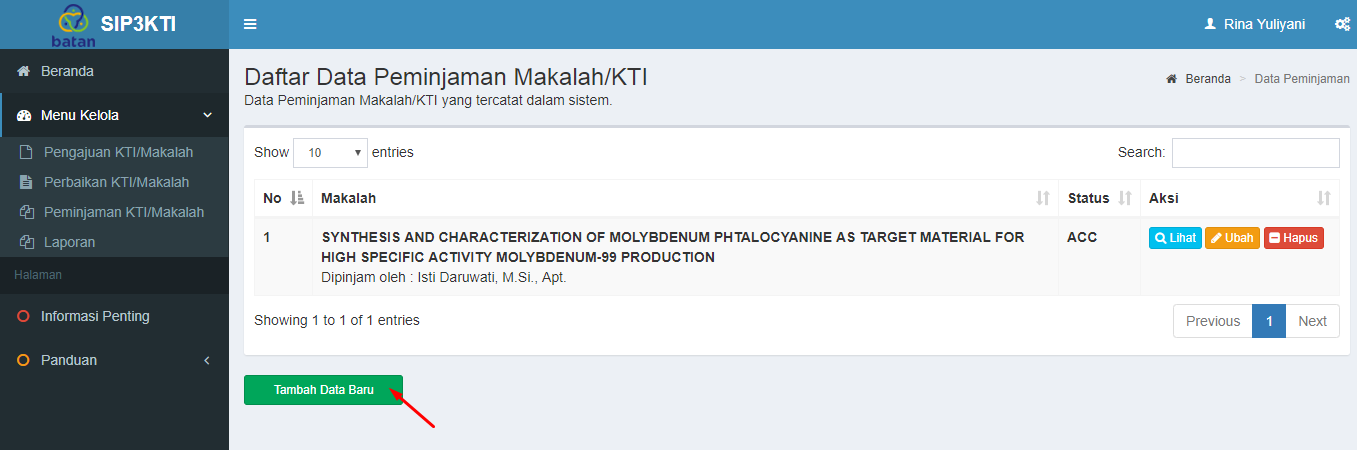 batan
SIP3KTI
Rina Yuliyani
Beranda
Menu Kelola
Pengajuan KTI/Makalah
Perbaikan KTI/Makalah
Peminjaman KTI/Makalah
Laporan
Halaman
Informasi Penting
Panduan
Daftar Data Peminjaman Makalah/KTI
Data Peminjaman Makalah/KTI yang tercatat dalam sistem.
Beranda > Data Peminjaman
Show 10 entries
Search:
No Makalah Status Aksi
1 SYNTHESIS AND CHARACTERIZATION OF MOLYBDENUM PHTALOCYANINE AS TARGET MATERIAL FOR ACC Lihat Ubah Hapus
HIGH SPECIFIC ACTIVITY MOLYBDENUM-99 PRODUCTION
Dipinjam oleh : Isti Daruwati, M.Si., Apt.
Showing 1 to 1 of 1 entries
Previous 1 Next
Tambah Data Baru